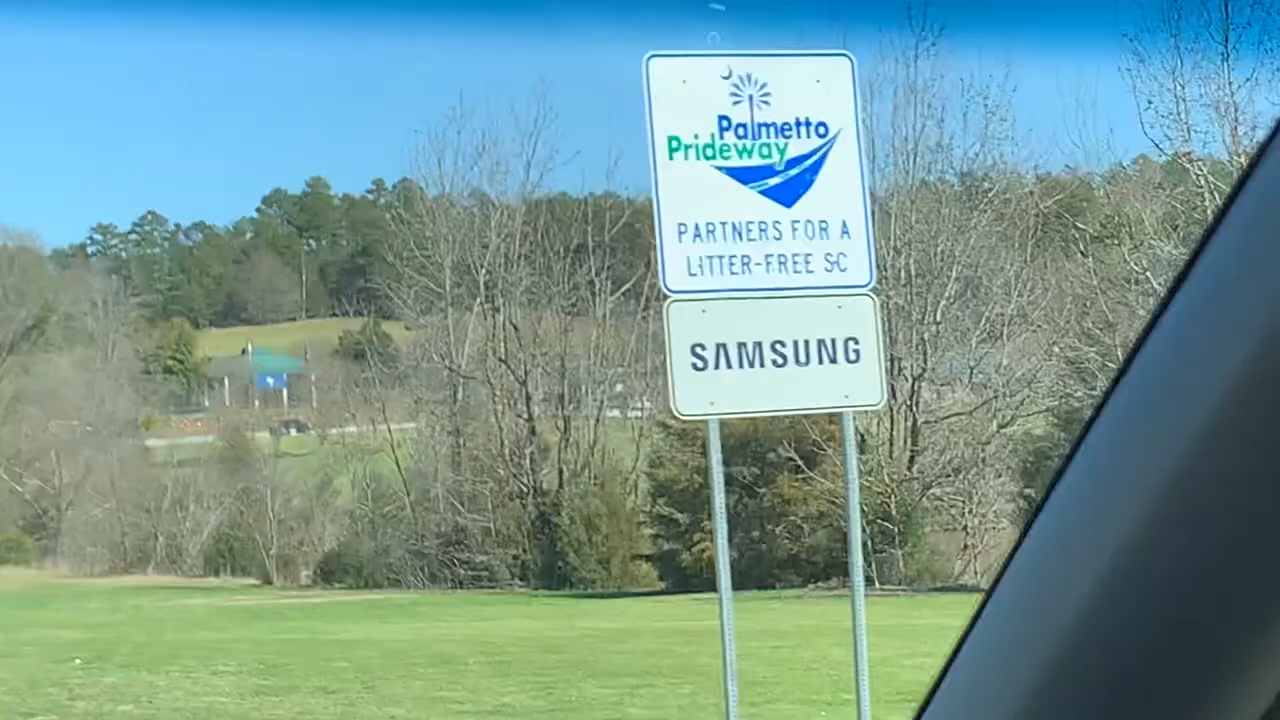 Palmetto
Prideway
PARTNERS FOR A
LITTER-FREE SC
SAMSUNG